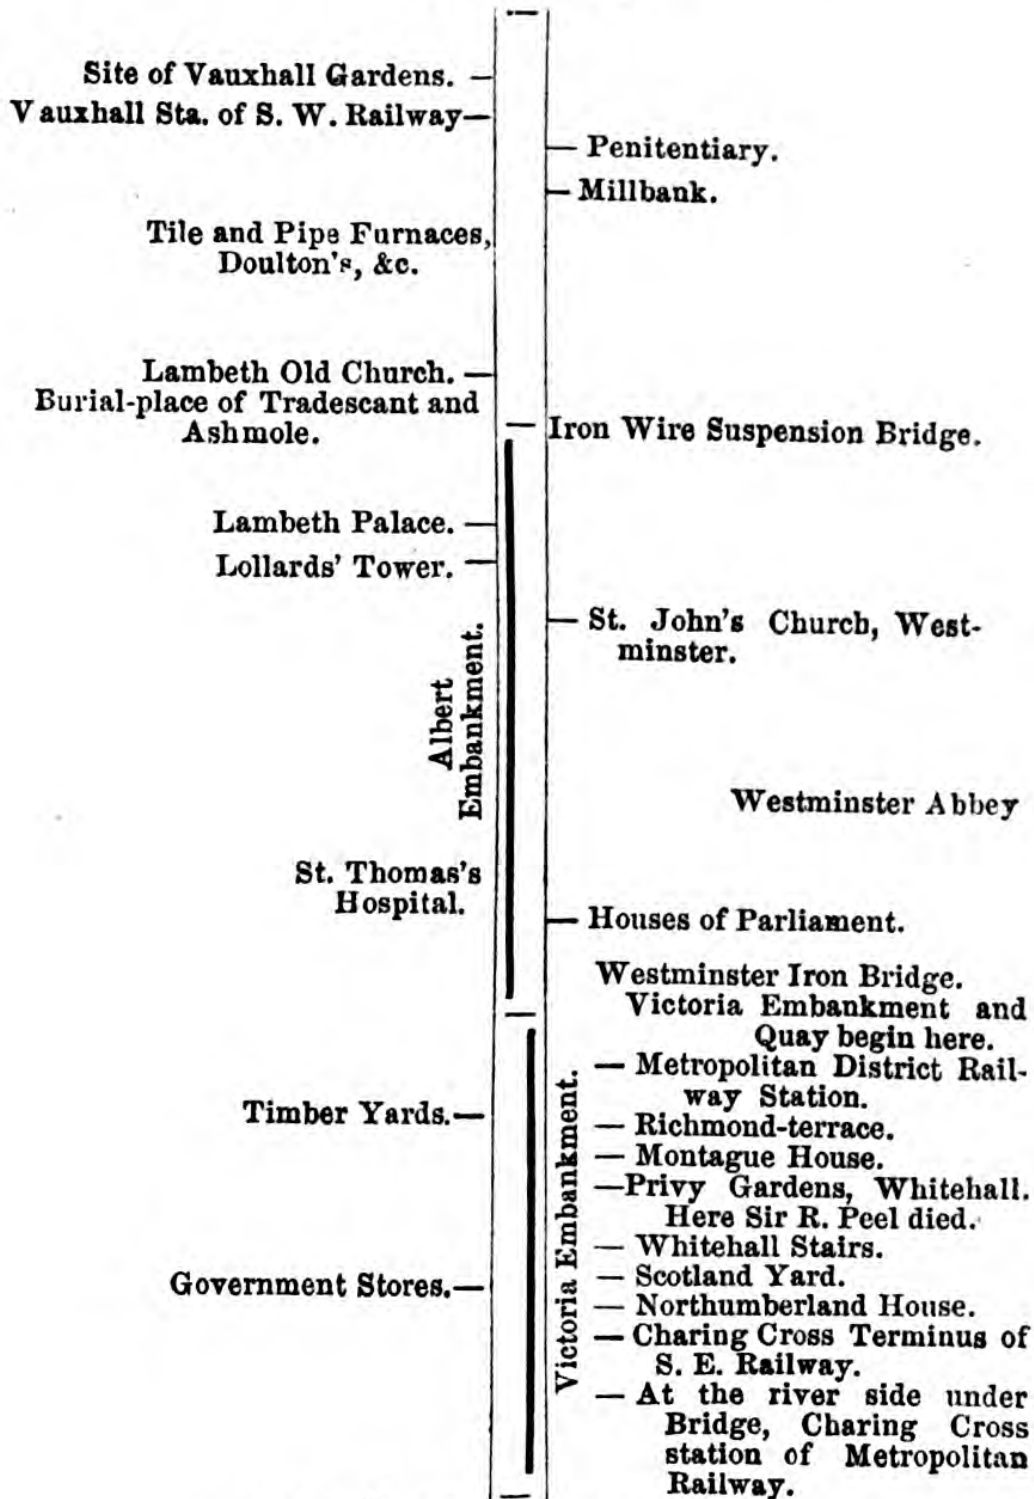 Site of Vauxhall Gardens. —
Vauxhall Sta. of S. W. Railway—
— Penitentiary.
— Millbank.
Tile and Pipe Furnaces,
Doulton's, &c.
Lambeth Old Church. —
Burial-place of Tradescant and
Ashmole.
— Iron Wire Suspension Bridge.
Lambeth Palace. —
Lollards' Tower. —
— St. John's Church, West-
minster.
Albert
Embankment.
Westminster Abbey
St. Thomas's
Hospital.
— Houses of Parliament.
Westminster Iron Bridge.
Victoria Embankment and
Quay begin here.
Victoria Embankment.
— Metropolitan District Rail-
way Station.
Timber Yards.—
— Richmond-terrace.
— Montague House.
—Privy Gardens, Whitehall.
Here Sir R. Peel died.
— Whitehall Stairs.
— Scotland Yard.
Government Stores.—
— Northumberland House.
— Charing Cross Terminus of
S. E. Railway.
— At the river side under
Bridge, Charing Cross
station of Metropolitan
Railway.